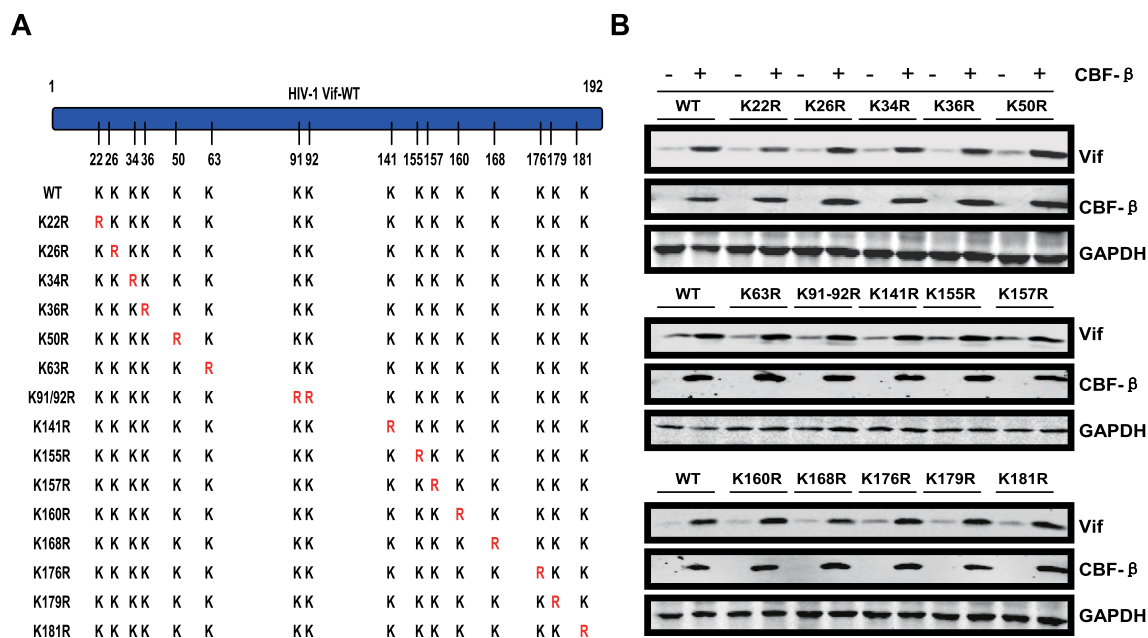 A
1 192
HIV-1 Vif-WT
22 26 34 36 50 63 91 92 141 155 157 160 168 176 179 181
WT K K K K K K K K K K K K K K K K
K22R R K K K K K K K K K K K K K K K
K26R K R K K K K K K K K K K K K K K
K34R K K R K K K K K K K K K K K K K
K36R K K K R K K K K K K K K K K K K
K50R K K K K R K K K K K K K K K K K
K63R K K K K K R K K K K K K K K K K
K91/92R K K K K K K R R K K K K K K K K
K141R K K K K K K K K R K K K K K K K
K155R K K K K K K K K K R K K K K K K
K157R K K K K K K K K K K R K K K K K
K160R K K K K K K K K K K K R K K K K
K168R K K K K K K K K K K K K R K K K
K176R K K K K K K K K K K K K K R K K
K179R K K K K K K K K K K K K K K R K
K181R K K K K K K K K K K K K K K K R
B
- + - + - + - + - + - + CBF-β
WT K22R K26R K34R K36R K50R
Vif
CBF-β
GAPDH
WT K63R K91-92R K141R K155R K157R
Vif
CBF-β
GAPDH
WT K160R K168R K176R K179R K181R
Vif
CBF-β
GAPDH